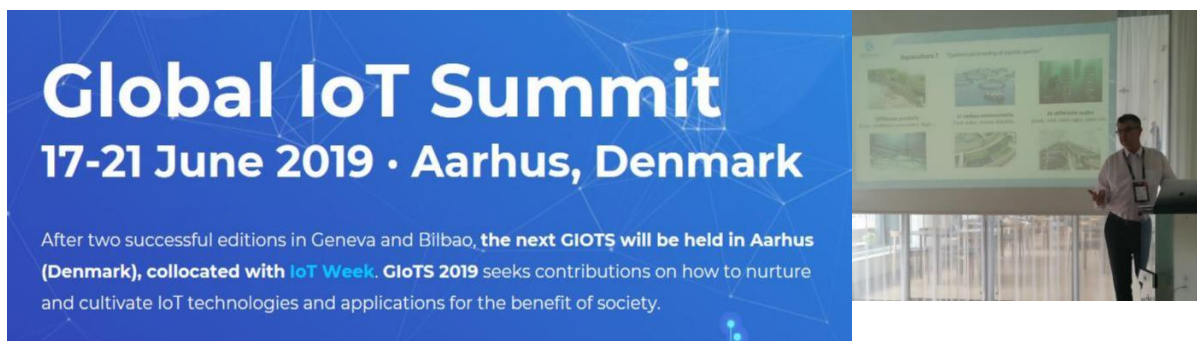 Global IoT Summit
17-21 June 2019 · Aarhus, Denmark
After two successful editions in Geneva and Bilbao, the next GIOTS will be held in Aarhus
(Denmark), collocated with IoT Week. GIoTS 2019 seeks contributions on how to nurture
and cultivate IoT technologies and applications for the benefit of society.
Aquaculture ?